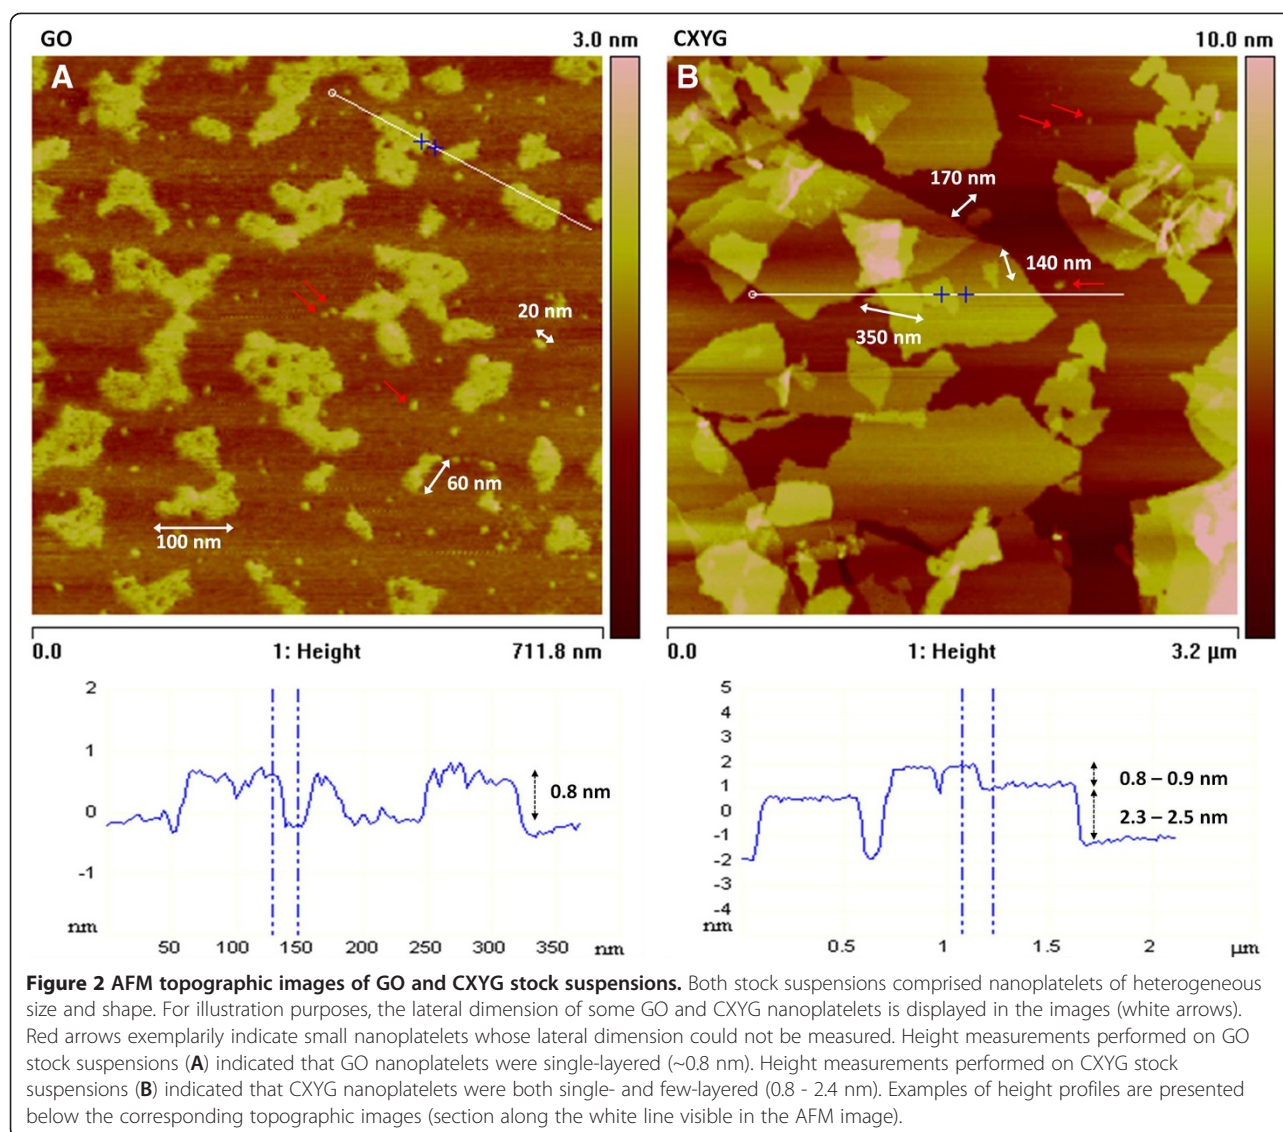 GO 3.0 nm
A
20 nm
60 nm
100 nm
0.0 1: Height 711.8 nm
CXYG 10.0 nm
B
170 nm
140 nm
350 nm
0.0 1: Height 3.2 µm
2
1
0
-1
nm
50 100 150 200 250 300 350 nm
0.8 nm
5
4
3
2
1
0
-1
-2
-3
-4
nm
0.5 1 1.5 2 µm
0.8 – 0.9 nm
2.3 – 2.5 nm
Figure 2 AFM topographic images of GO and CXYG stock suspensions. Both stock suspensions comprised nanoplatelets of heterogeneous
size and shape. For illustration purposes, the lateral dimension of some GO and CXYG nanoplatelets is displayed in the images (white arrows).
Red arrows exemplarily indicate small nanoplatelets whose lateral dimension could not be measured. Height measurements performed on GO
stock suspensions (A) indicated that GO nanoplatelets were single-layered (~0.8 nm). Height measurements performed on CXYG stock
suspensions (B) indicated that CXYG nanoplatelets were both single- and few-layered (0.8 - 2.4 nm). Examples of height profiles are presented
below the corresponding topographic images (section along the white line visible in the AFM image).